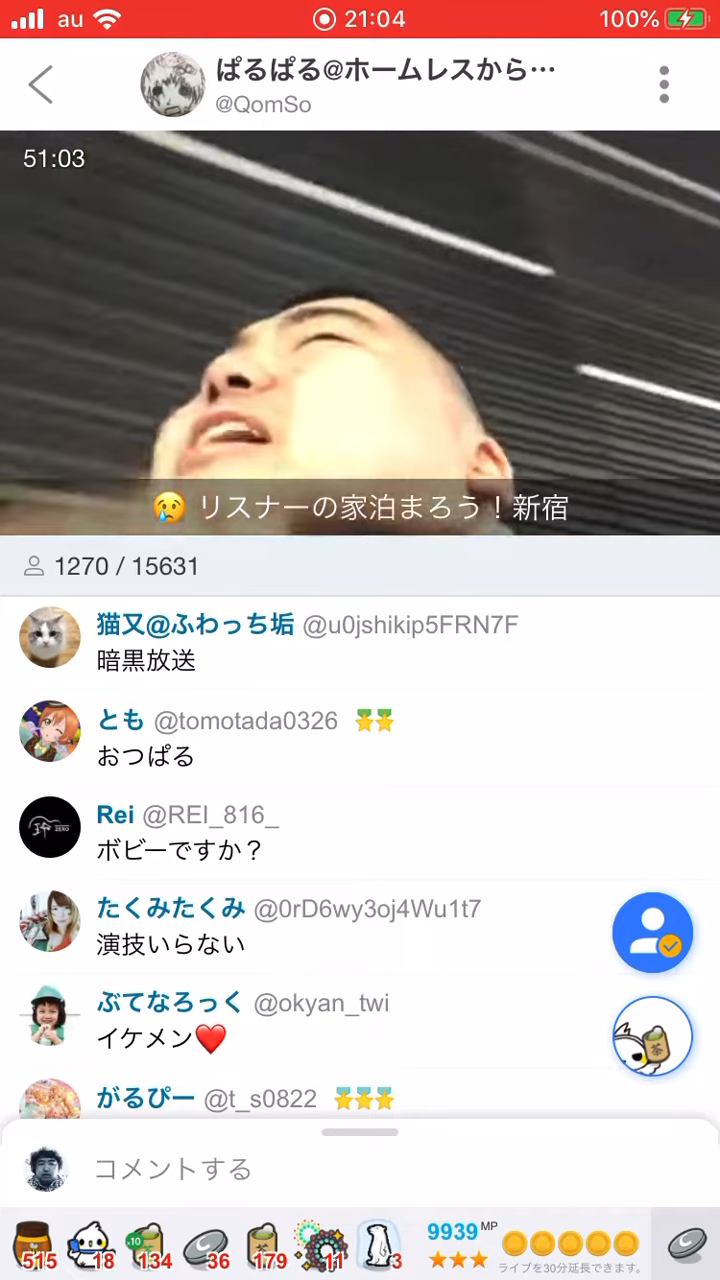 au 21:04 100%
ぱるぱる@ホームレスから…
@QomSo
51:03
😢 リスナーの家泊まろう！新宿
1270 / 15631
猫又@ふわっち垢 @u0jshikip5FRN7F
暗黒放送
とも @tomotada0326
おつぱる
Rei @REI_816_
ボビーですか？
たくみたくみ @0rD6wy3oj4Wu1t7
演技いらない
ぶてなろっく @okyan_twi
イケメン❤️
がるぴー @t_s0822
茶
コメントする
515 18 10 134 36 茶 179 11 3 9939 MP
ライブを30分延長できます。